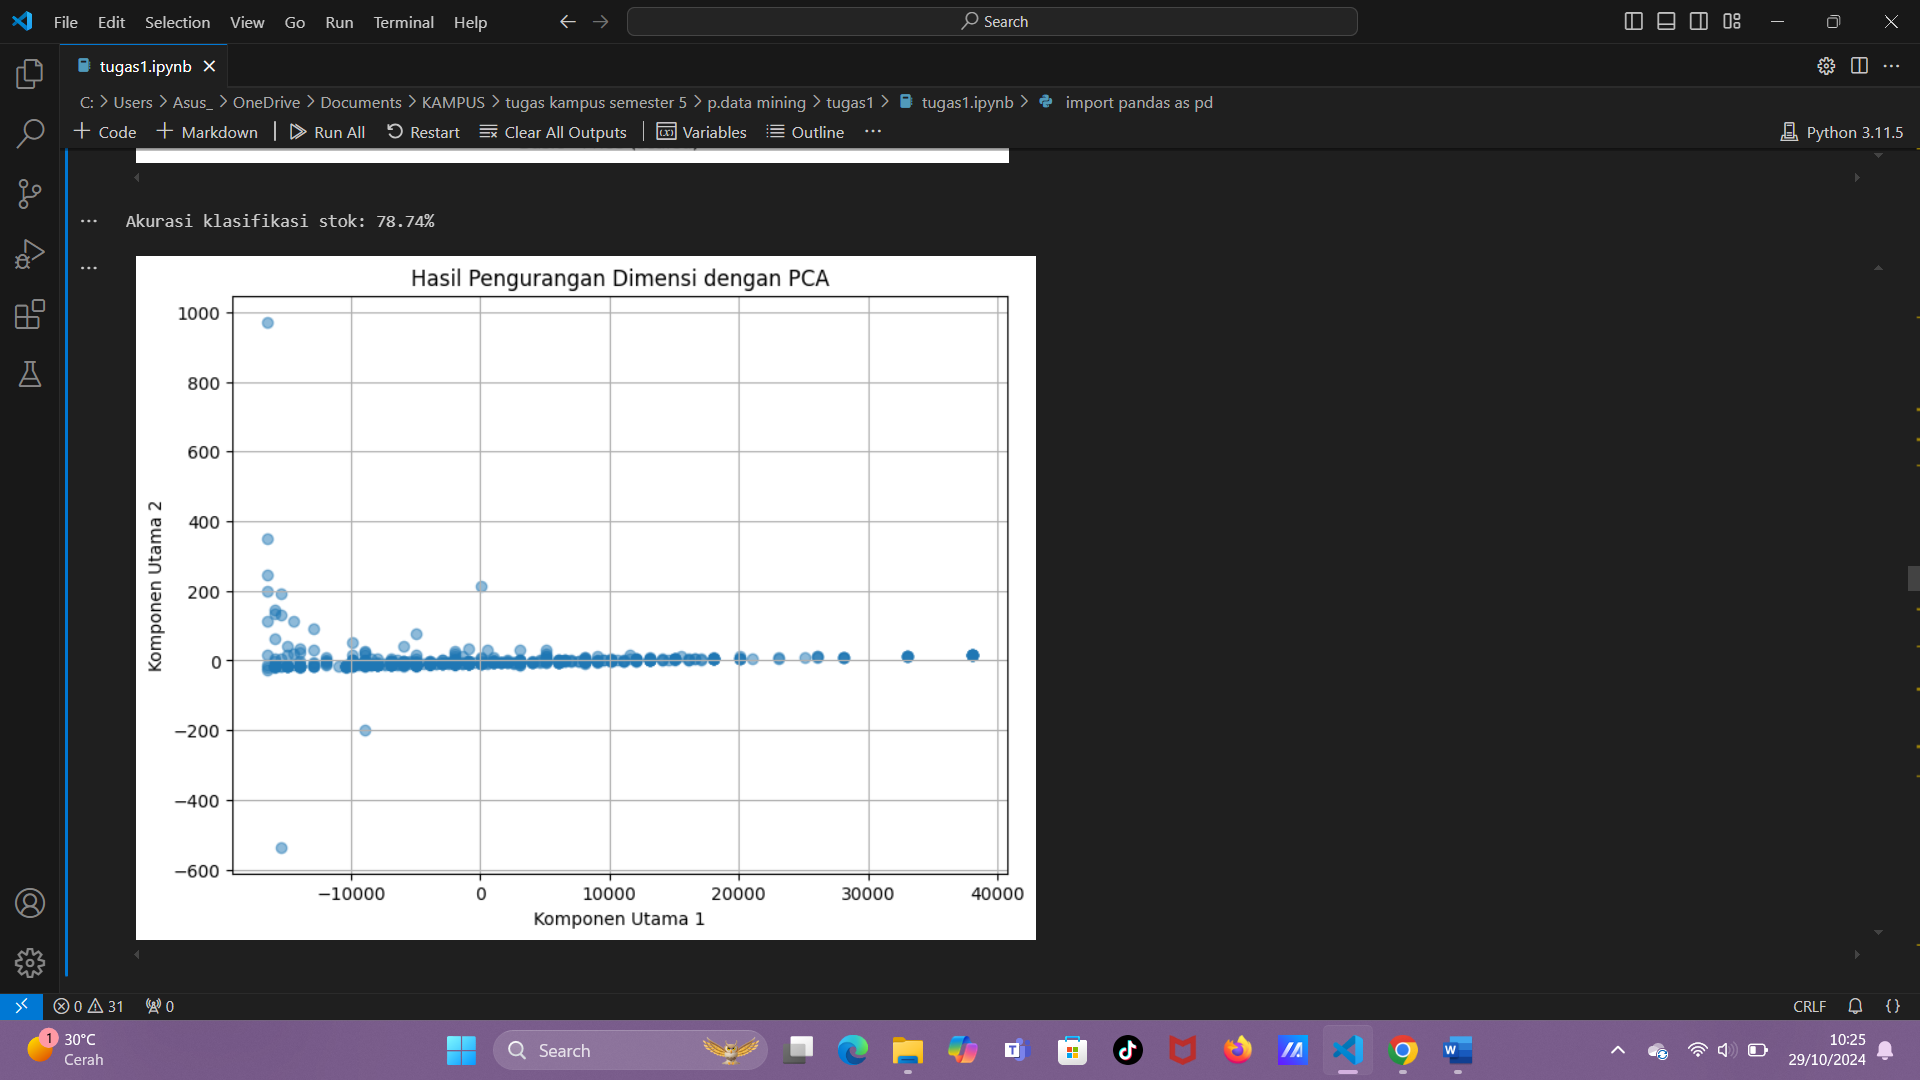 File Edit Selection View Go Run Terminal Help
Search
tugas1.ipynb
C: > Users > Asus_ > OneDrive > Documents > KAMPUS > tugas kampus semester 5 > p.data mining > tugas1 > tugas1.ipynb > import pandas as pd
+ Code + Markdown | Run All Restart Clear All Outputs | Variables Outline ...
Python 3.11.5
... Akurasi klasifikasi stok: 78.74%
...
Hasil Pengurangan Dimensi dengan PCA
1000
800
600
400
200
0
−200
−400
−600
Komponen Utama 2
−10000 0 10000 20000 30000 40000
Komponen Utama 1
0 31 0
CRLF {}
1 30°C
Cerah
Search
T
W
10:25
29/10/2024